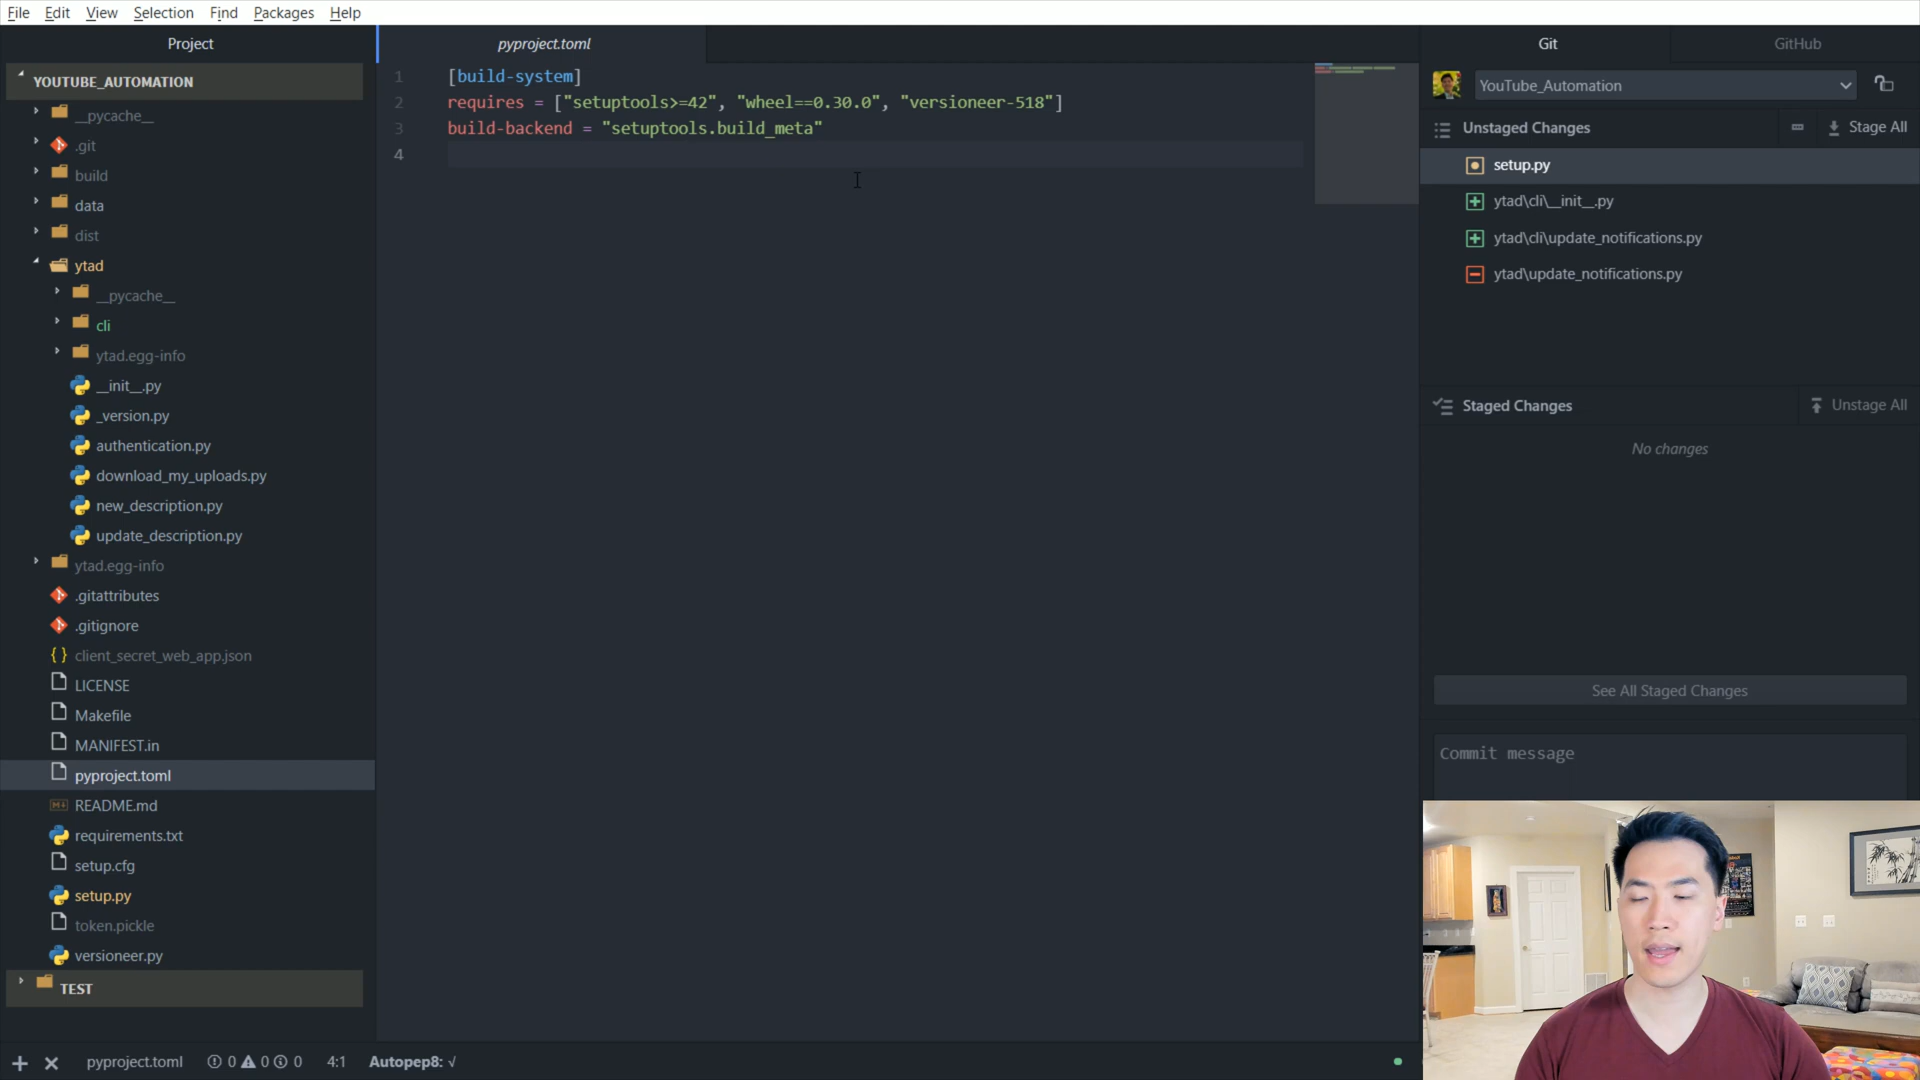 File Edit View Selection Find Packages Help
Project
pyproject.toml
Git
GitHub
YOUTUBE_AUTOMATION
__pycache__
.git
build
data
dist
ytad
__pycache__
cli
ytad.egg-info
__init__.py
_version.py
authentication.py
download_my_uploads.py
new_description.py
update_description.py
ytad.egg-info
.gitattributes
.gitignore
client_secret_web_app.json
LICENSE
Makefile
MANIFEST.in
pyproject.toml
README.md
requirements.txt
setup.cfg
setup.py
token.pickle
versioneer.py
TEST
1 [build-system]
2 requires = ["setuptools>=42", "wheel==0.30.0", "versioneer-518"]
3 build-backend = "setuptools.build_meta"
4
YouTube_Automation
Unstaged Changes
Stage All
setup.py
ytad\cli\__init__.py
ytad\cli\update_notifications.py
ytad\update_notifications.py
Staged Changes
Unstage All
No changes
See All Staged Changes
Commit message
pyproject.toml 0 0 0 4:1 Autopep8: √